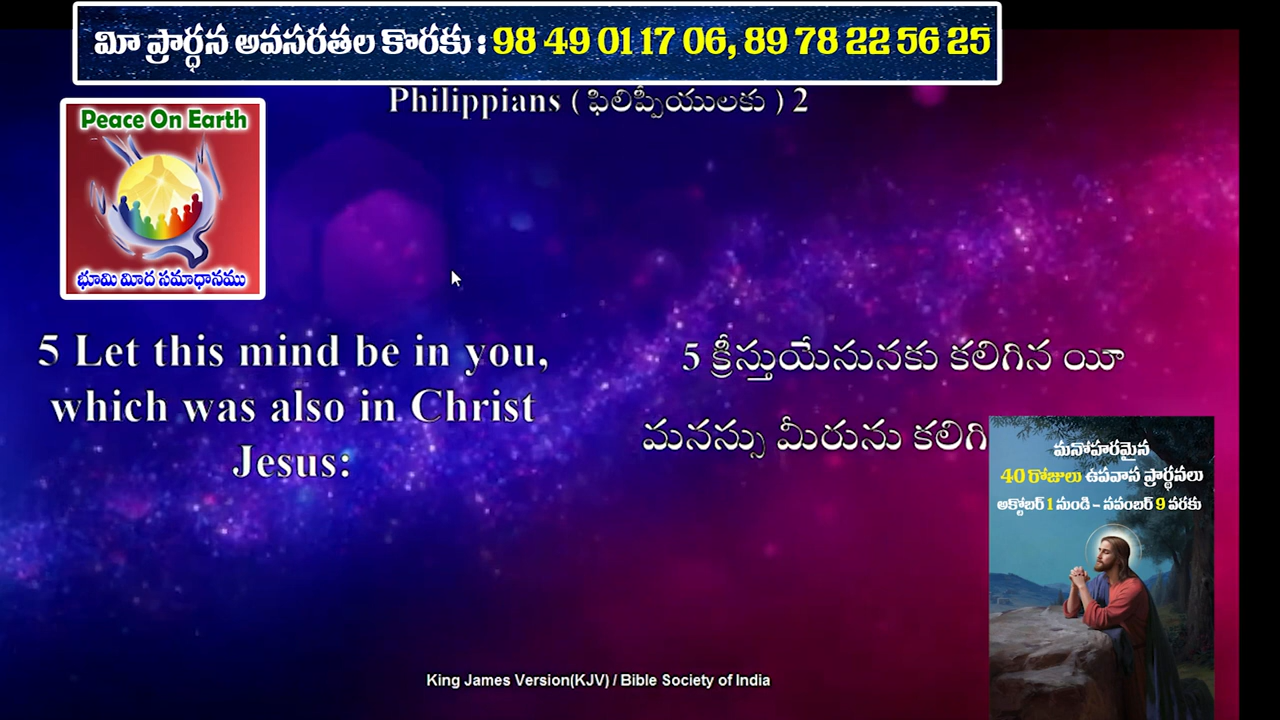 మీ ప్రార్ధన అవసరతల కొరకు : 98 49 01 17 06, 89 78 22 56 25
Philippians ( ఫిలిప్పీయులకు ) 2
Peace On Earth
భూమి మీద సమాధానము
5 Let this mind be in you,
which was also in Christ
Jesus:
5 క్రీస్తుయేసునకు కలిగిన యీ
మనస్సు మీరును కలిగి
మనోహరమైన
40 రోజులు ఉపవాస ప్రార్థనలు
అక్టోబర్ 1 నుండి – నవంబర్ 9 వరకు
King James Version(KJV) / Bible Society of India